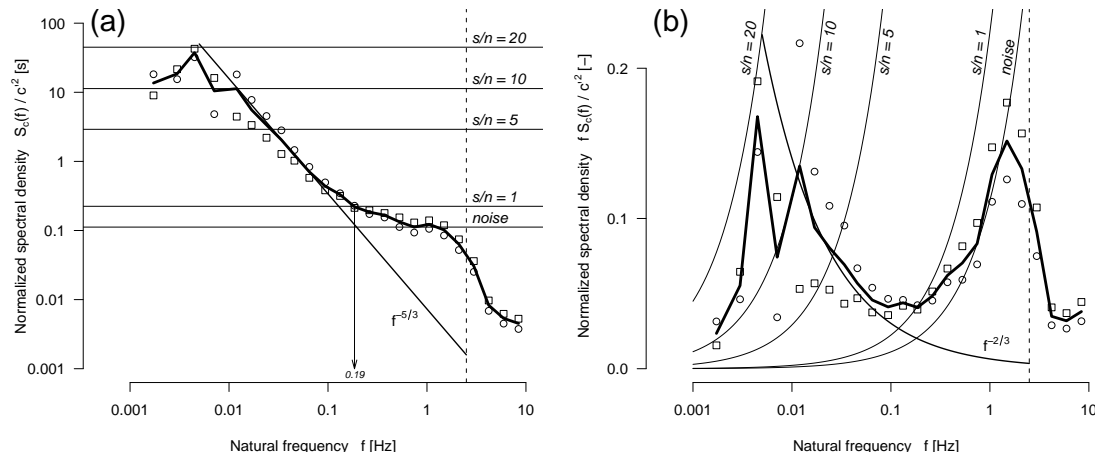 (a)
100
10
1
0.1
0.01
0.001
Normalized spectral density S_c(f) / c'² [s]
s/n = 20
s/n = 10
s/n = 5
s/n = 1
noise
f^−5/3
0.19
0.001 0.01 0.1 1 10
Natural frequency f [Hz]
(b)
0.2
0.1
0.0
Normalized spectral density f S_c(f) / c'² [−]
s/n = 20
s/n = 10
s/n = 5
s/n = 1
noise
f^−2/3
0.001 0.01 0.1 1 10
Natural frequency f [Hz]